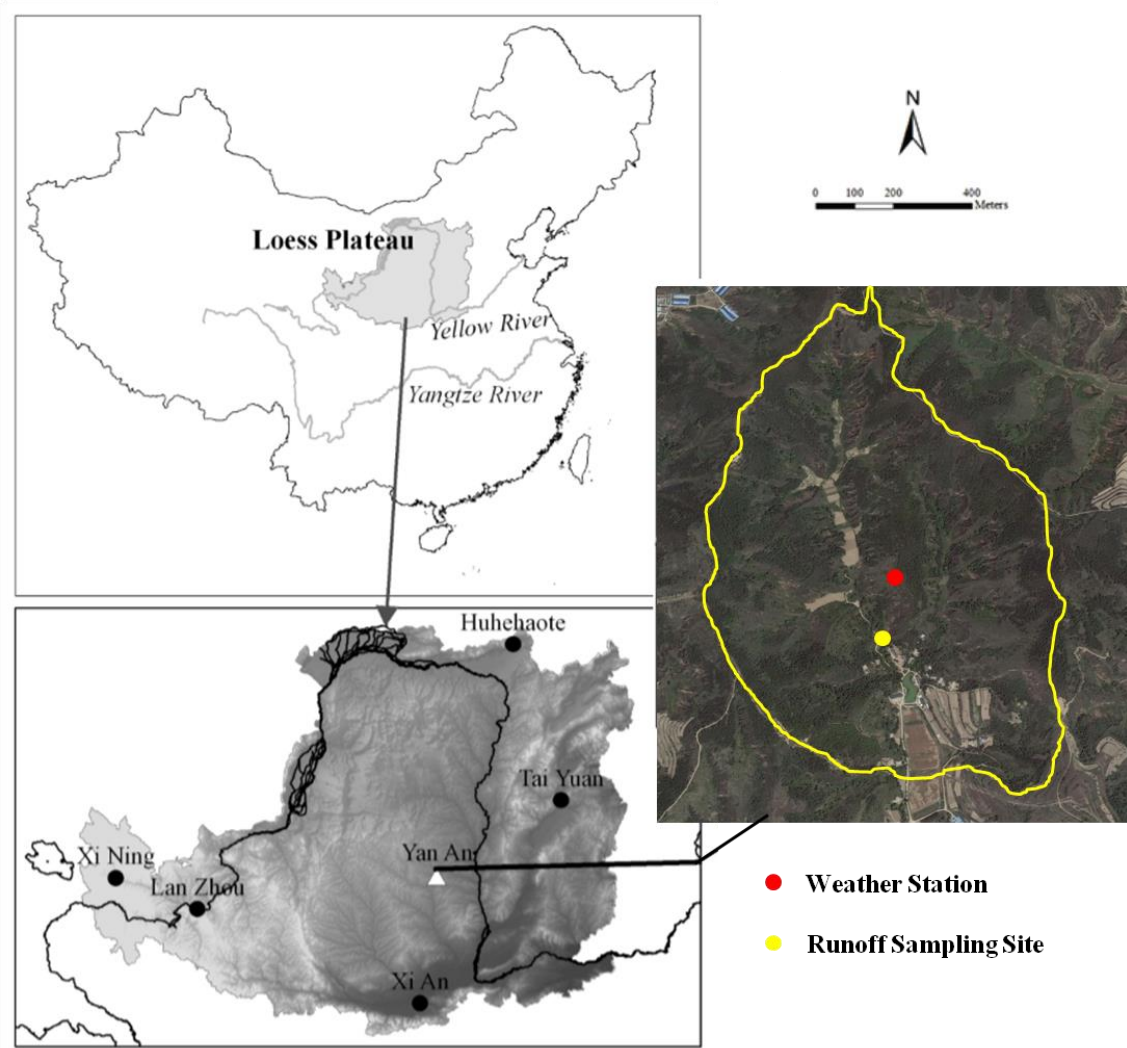 N
0 100 200 400
Meters
Loess Plateau
Yellow River
Yangtze River
Huhehaote
Tai Yuan
Yan An
Xi Ning
Lan Zhou
Xi An
Weather Station
Runoff Sampling Site